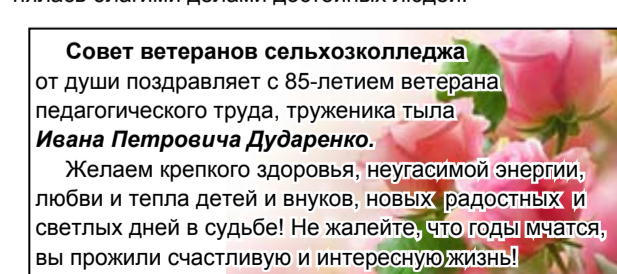 Совет ветеранов сельхозколледжа
от души поздравляет с 85-летием ветерана
педагогического труда, труженика тыла
Ивана Петровича Дударенко.
Желаем крепкого здоровья, неугасимой энергии,
любви и тепла детей и внуков, новых радостных и
светлых дней в судьбе! Не жалейте, что годы мчатся,
вы прожили счастливую и интересную жизнь!